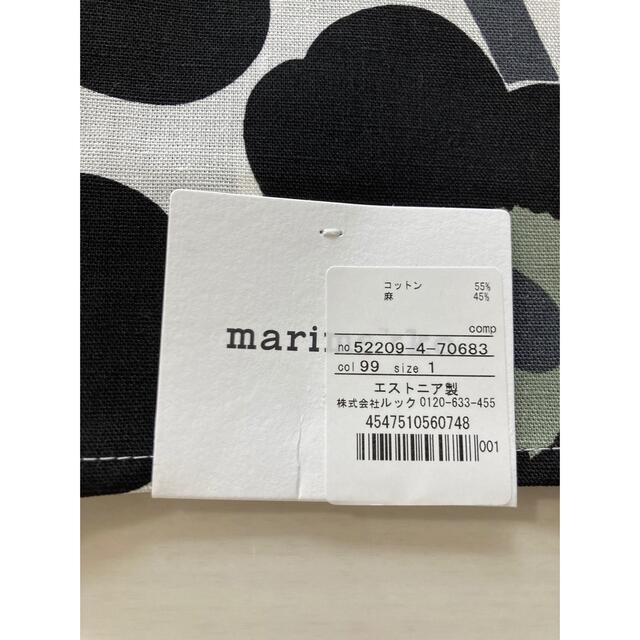 mari
コットン 55%
麻 45%
comp
no 52209-4-70683
col 99 size 1
エストニア製
株式会社ルック 0120-633-455
4547510560748
001